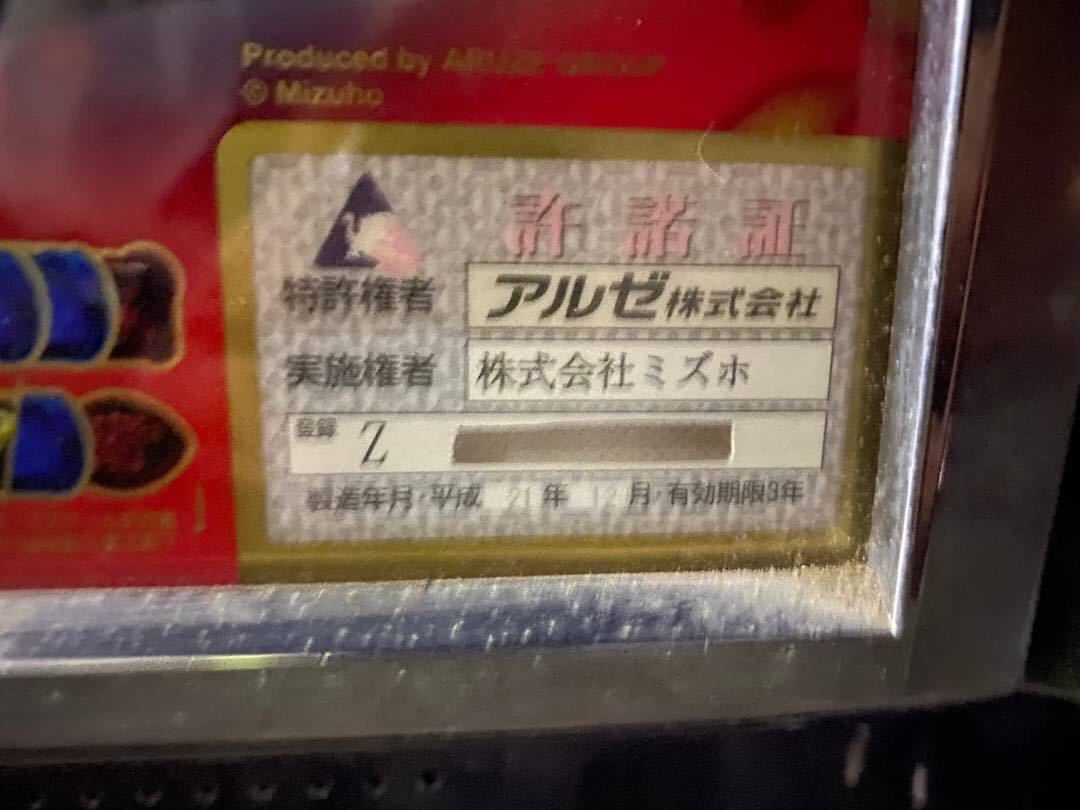 Produced by ARUZE GROUP
© Mizuho
許諾証
特許権者 アルゼ株式会社
実施権者 株式会社ミズホ
登録 Z
製造年月・平成 21年 12月・有効期限3年